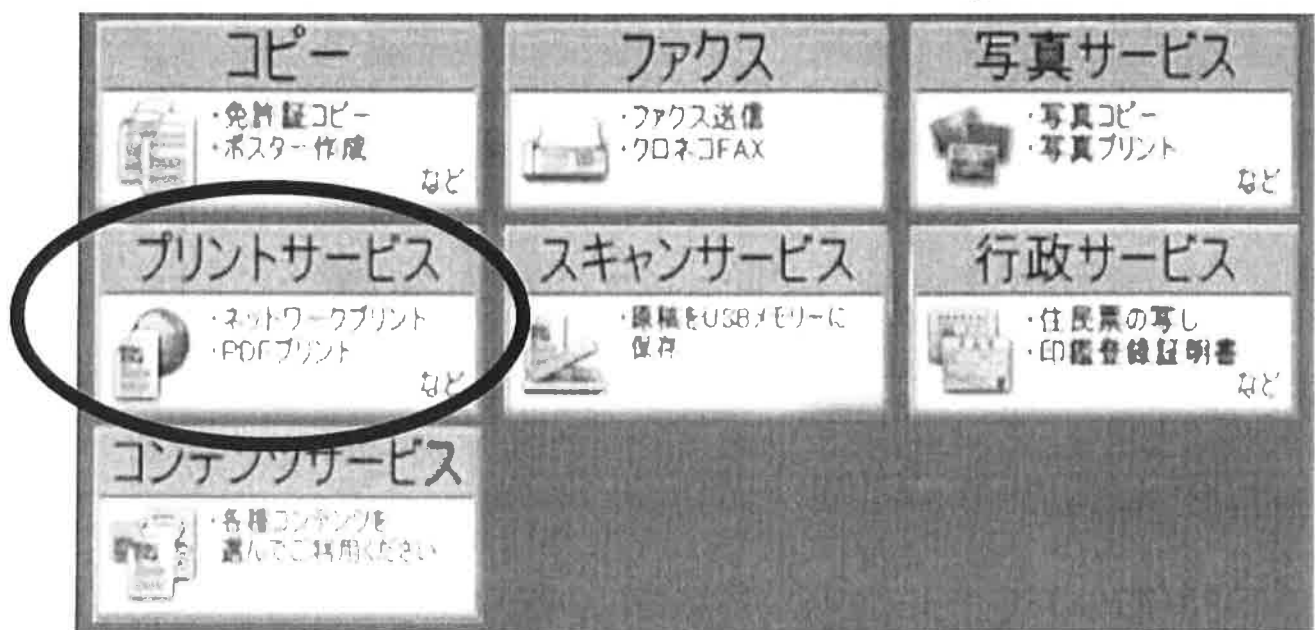 コピー
・免許証コピー
・ポスター作成
など
ファクス
・ファクス送信
・クロネコFAX
写真サービス
・写真コピー
・写真プリント
など
プリントサービス
・ネットワークプリント
・PDFプリント
など
スキャンサービス
・原稿をUSBメモリーに
保存
行政サービス
・住民票の写し
・印鑑登録証明書
など
コンテンツサービス
・各種コンテンツを
選んでご利用ください